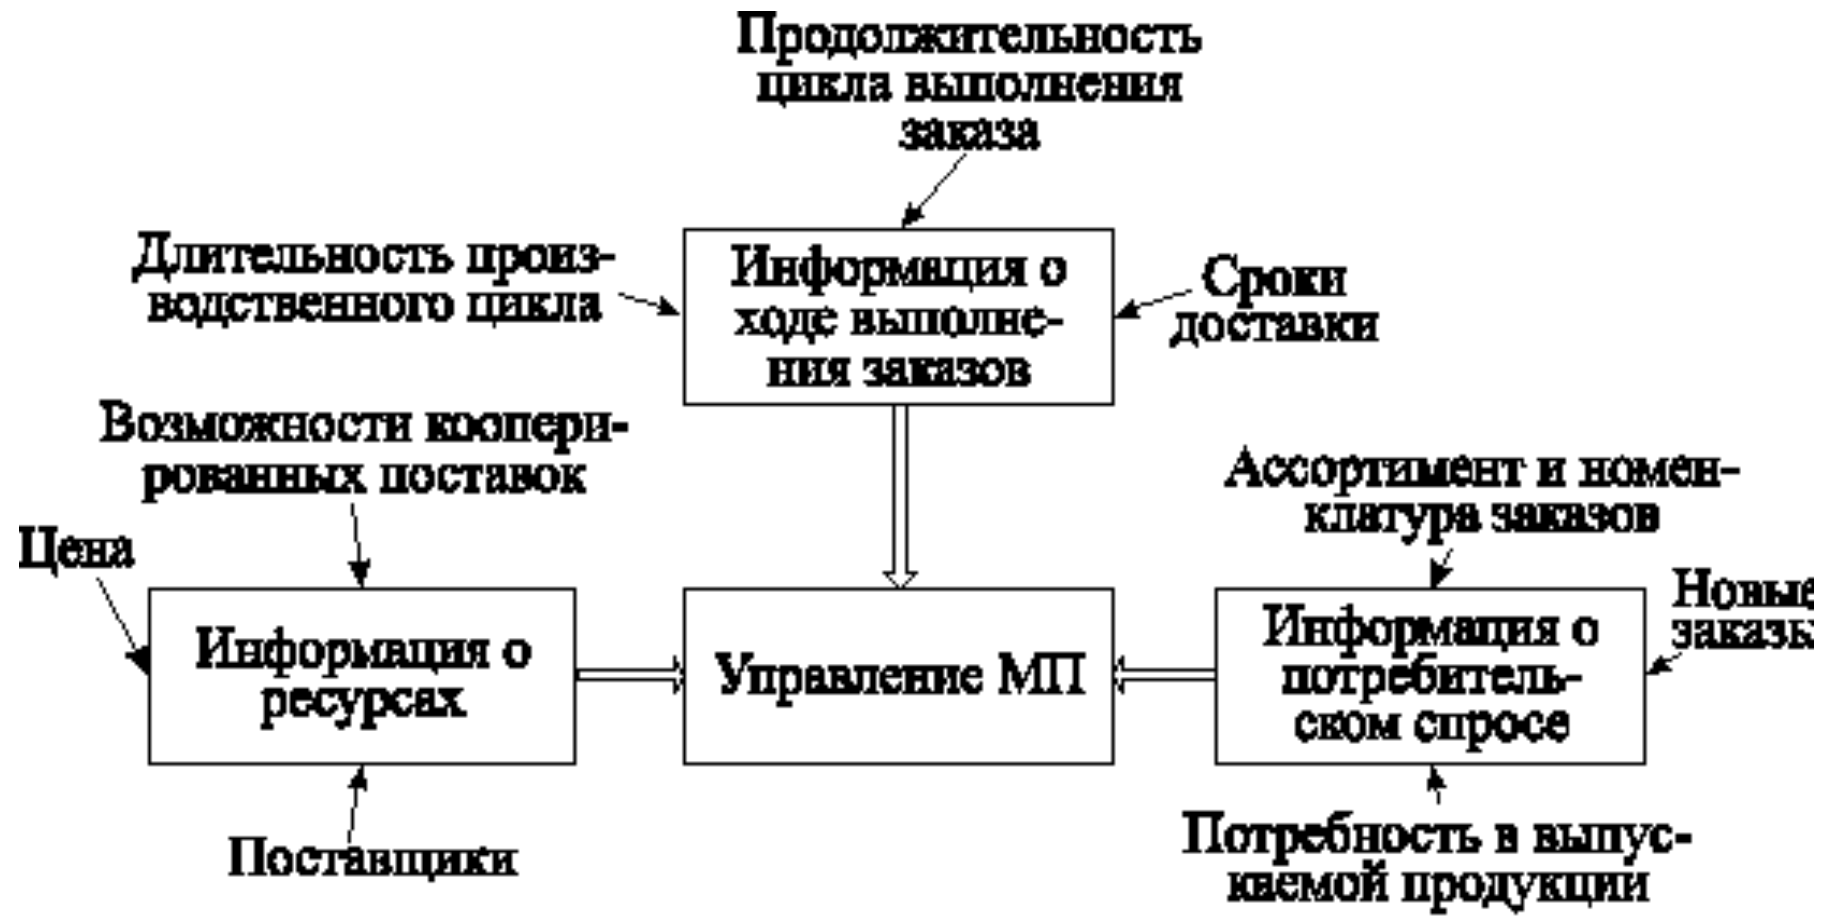 Продолжительность
цикла выполнения
заказа
Длительность произ-
водственного цикла
Информация о
ходе выполне-
ния заказов
Сроки
доставки
Возможности коопери-
рованных поставок
Цена
Информация о
ресурсах
Поставщики
Управление МП
Ассортимент и номен-
клатура заказов
Новые
заказы
Информация о
потребитель-
ском спросе
Потребность в выпус-
каемой продукции